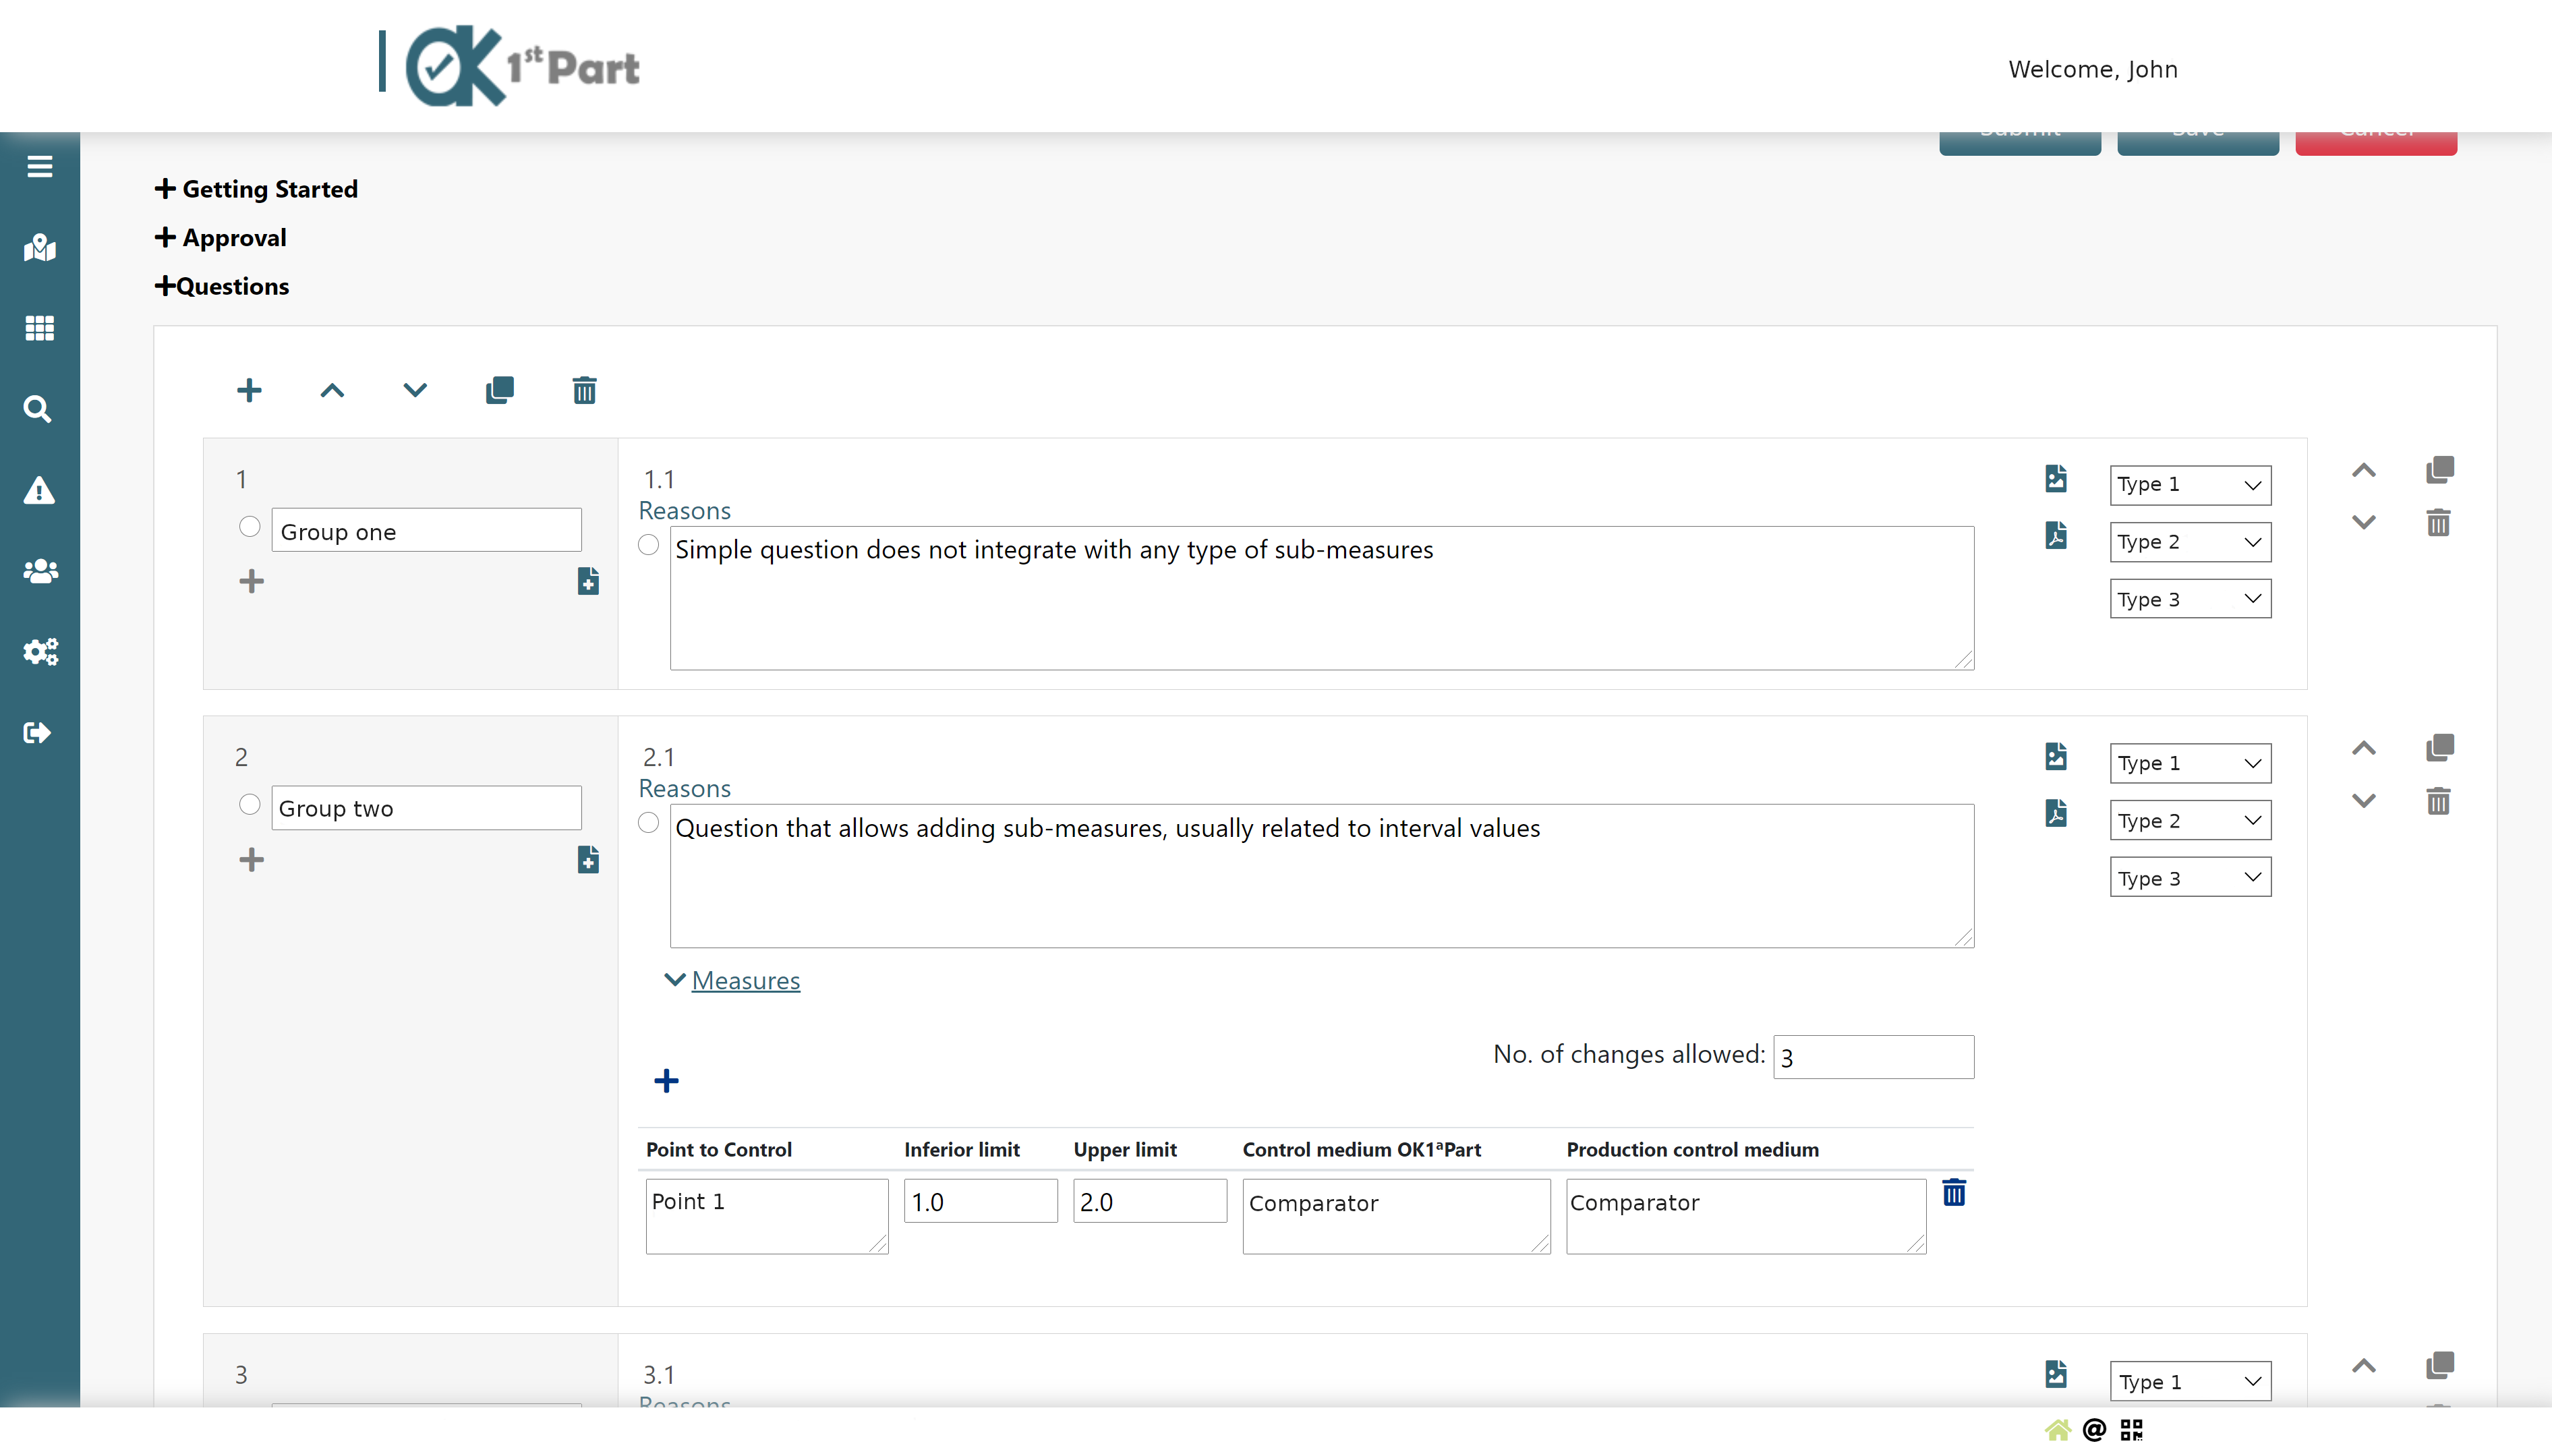 OK 1st Part
Welcome, John
Submit Save Cancel
Getting Started
Approval
Questions
1
Group one
1.1
Reasons
Simple question does not integrate with any type of sub-measures
Type 1
Type 2
Type 3
2
Group two
2.1
Reasons
Question that allows adding sub-measures, usually related to interval values
Type 1
Type 2
Type 3
Measures
No. of changes allowed: 3
Point to Control Inferior limit Upper limit Control medium OK1ªPart Production control medium
Point 1 1.0 2.0 Comparator Comparator
3
3.1
Reasons
Type 1